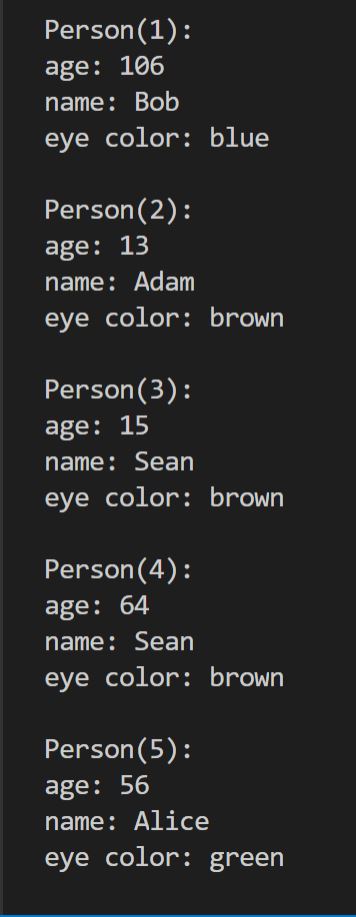 Person(1):
age: 106
name: Bob
eye color: blue
Person(2):
age: 13
name: Adam
eye color: brown
Person(3):
age: 15
name: Sean
eye color: brown
Person(4):
age: 64
name: Sean
eye color: brown
Person(5):
age: 56
name: Alice
eye color: green